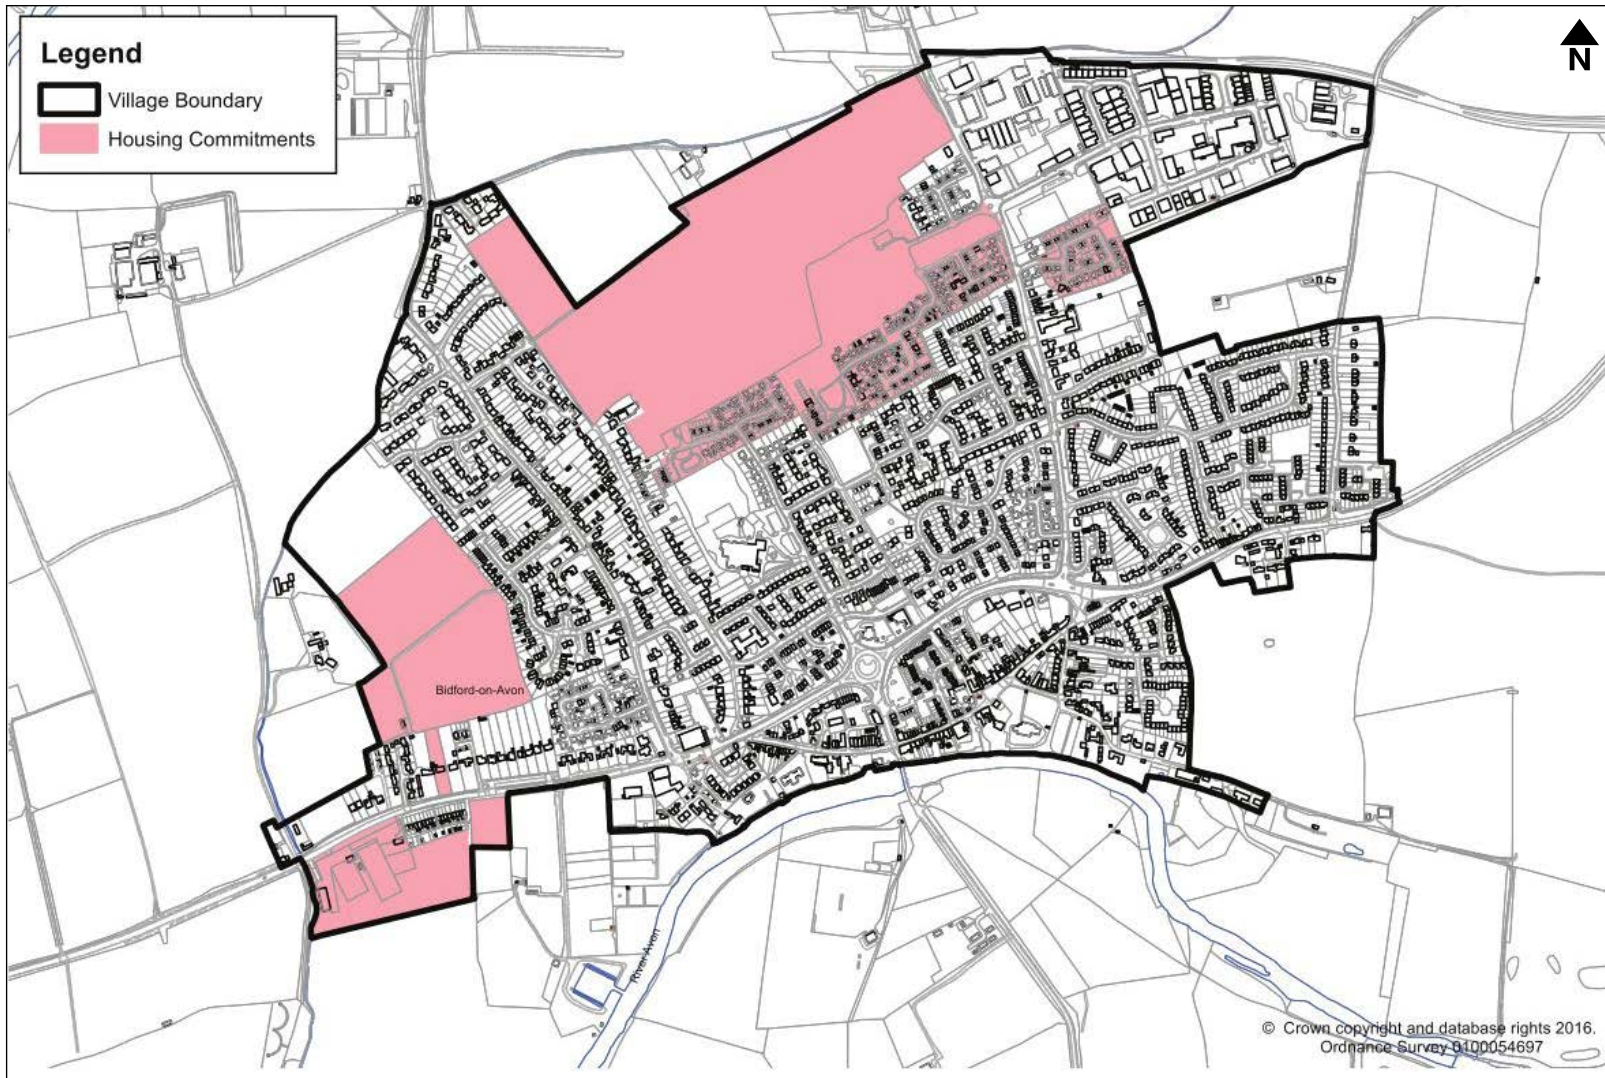 Legend
Village Boundary
Housing Commitments
N
Bidford-on-Avon
River Avon
© Crown copyright and database rights 2016.
Ordnance Survey 0100054697